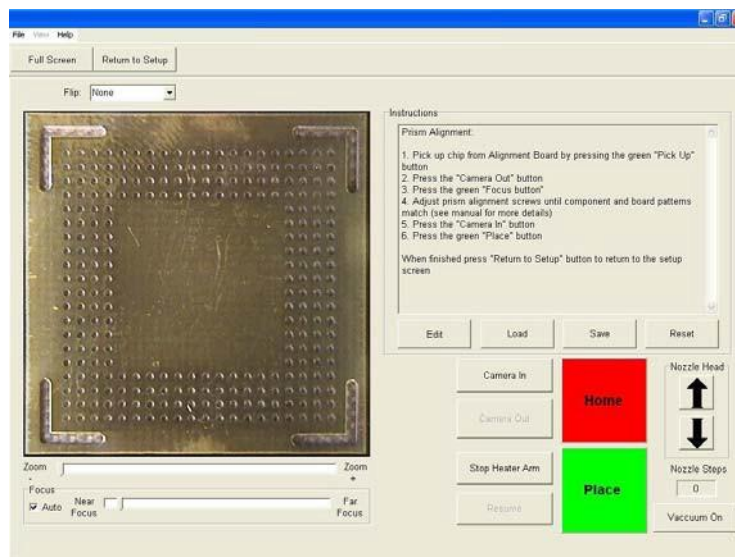 File View Help
Full Screen Return to Setup
Flip: None
Instructions
Prism Alignment:
1. Pick up chip from Alignment Board by pressing the green "Pick Up"
button
2. Press the "Camera Out" button
3. Press the green "Focus button"
4. Adjust prism alignment screws until component and board patterns
match (see manual for more details)
5. Press the "Camera In" button
6. Press the green "Place" button
When finished press "Return to Setup" button to return to the setup
screen
Edit Load Save Reset
Camera In
Camera Out
Home
Nozzle Head
Zoom
-
Zoom
+
Focus
Auto
Near
Focus
Far
Focus
Stop Heater Arm
Resume
Place
Nozzle Steps
0
Vaccuum On